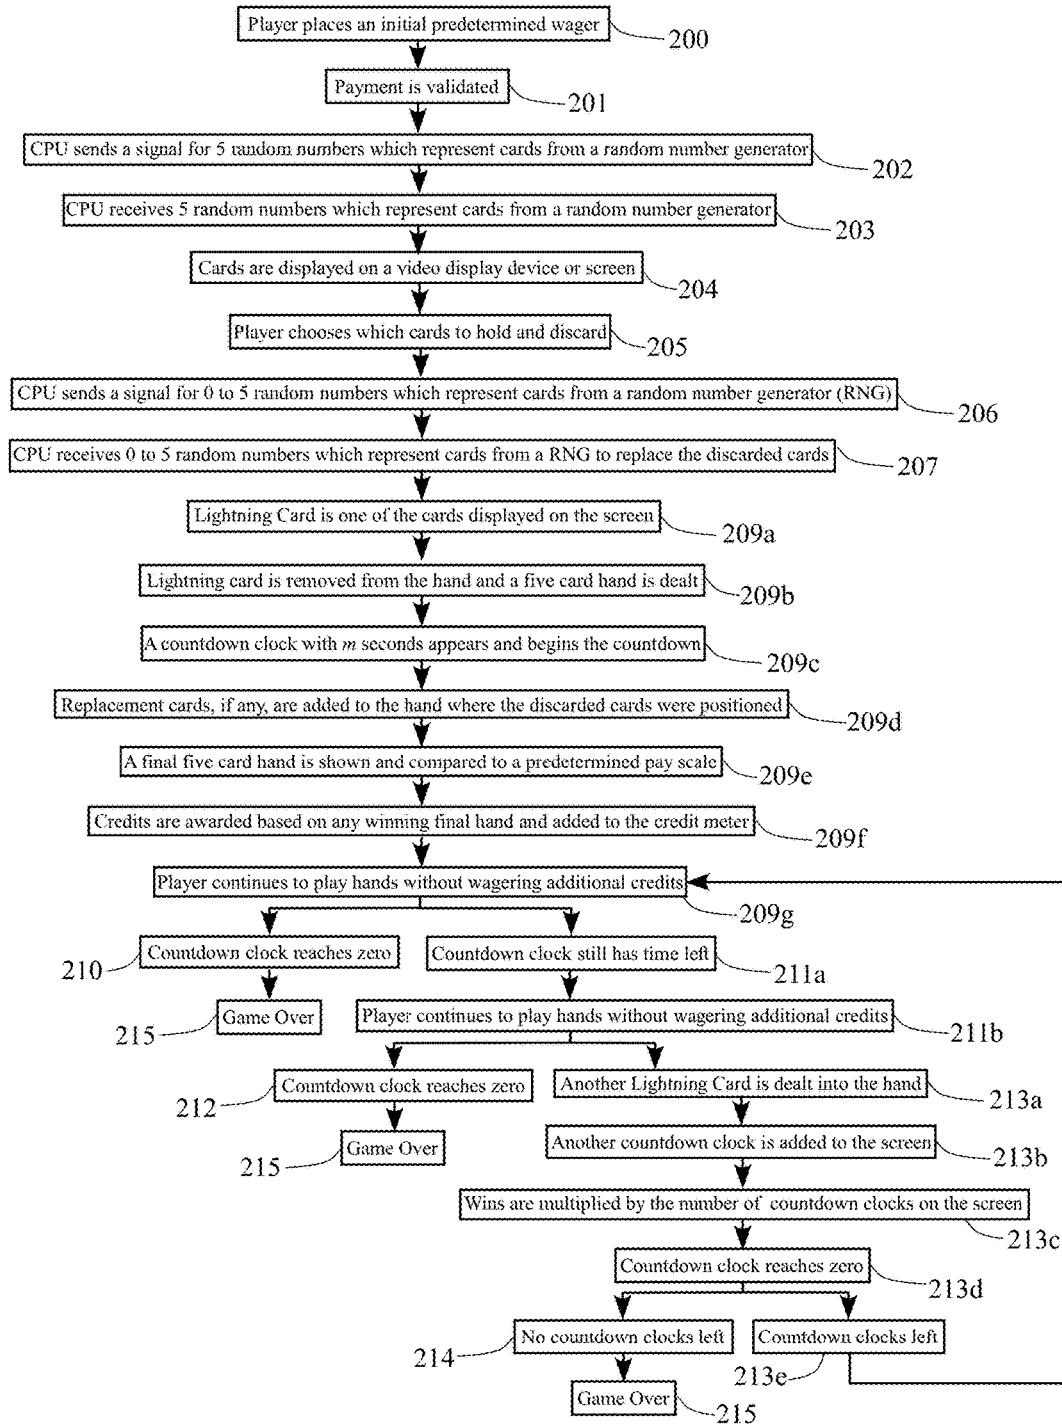 Player places an initial predetermined wager
200
Payment is validated
201
CPU sends a signal for 5 random numbers which represent cards from a random number generator
202
CPU receives 5 random numbers which represent cards from a random number generator
203
Cards are displayed on a video display device or screen
204
Player chooses which cards to hold and discard
205
CPU sends a signal for 0 to 5 random numbers which represent cards from a random number generator (RNG)
206
CPU receives 0 to 5 random numbers which represent cards from a RNG to replace the discarded cards
207
Lightning Card is one of the cards displayed on the screen
209a
Lightning card is removed from the hand and a five card hand is dealt
209b
A countdown clock with m seconds appears and begins the countdown
209c
Replacement cards, if any, are added to the hand where the discarded cards were positioned
209d
A final five card hand is shown and compared to a predetermined pay scale
209e
Credits are awarded based on any winning final hand and added to the credit meter
209f
Player continues to play hands without wagering additional credits
209g
Countdown clock reaches zero
210
Countdown clock still has time left
211a
Game Over
215
Player continues to play hands without wagering additional credits
211b
Countdown clock reaches zero
212
Another Lightning Card is dealt into the hand
213a
Game Over
215
Another countdown clock is added to the screen
213b
Wins are multiplied by the number of countdown clocks on the screen
213c
Countdown clock reaches zero
213d
No countdown clocks left
214
Countdown clocks left
213e
Game Over
215